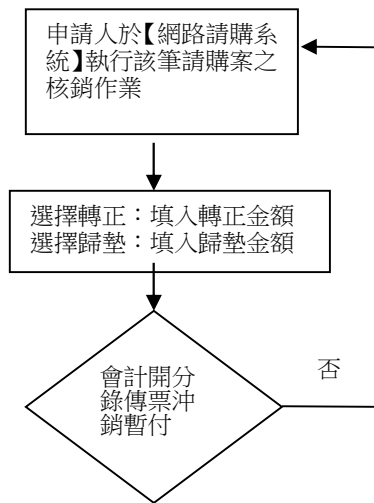 申請人於【網路請購系
統】執行該筆請購案之
核銷作業
選擇轉正：填入轉正金額
選擇歸墊：填入歸墊金額
會計開分
錄傳票沖
銷暫付
否